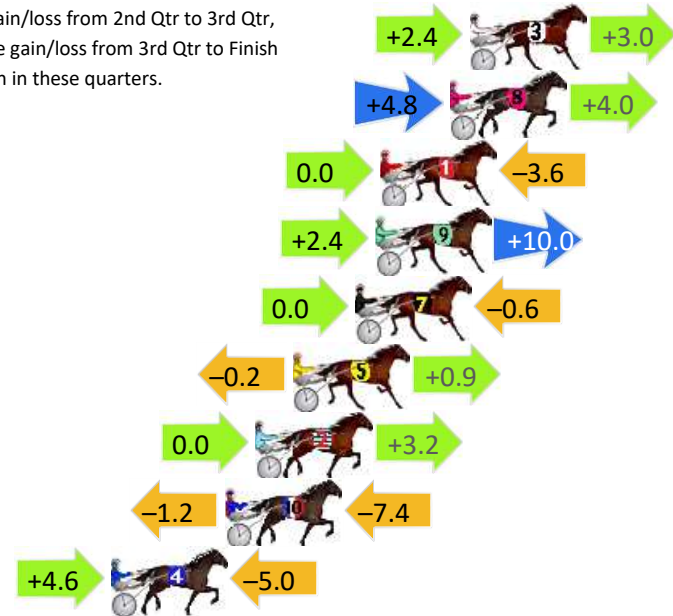 ain/loss from 2nd Qtr to 3rd Qtr,
e gain/loss from 3rd Qtr to Finish
n in these quarters.
+2.4 3 +3.0
+4.8 8 +4.0
0.0 1 –3.6
+2.4 9 +10.0
0.0 7 –0.6
–0.2 5 +0.9
0.0 2 +3.2
–1.2 10 –7.4
+4.6 4 –5.0